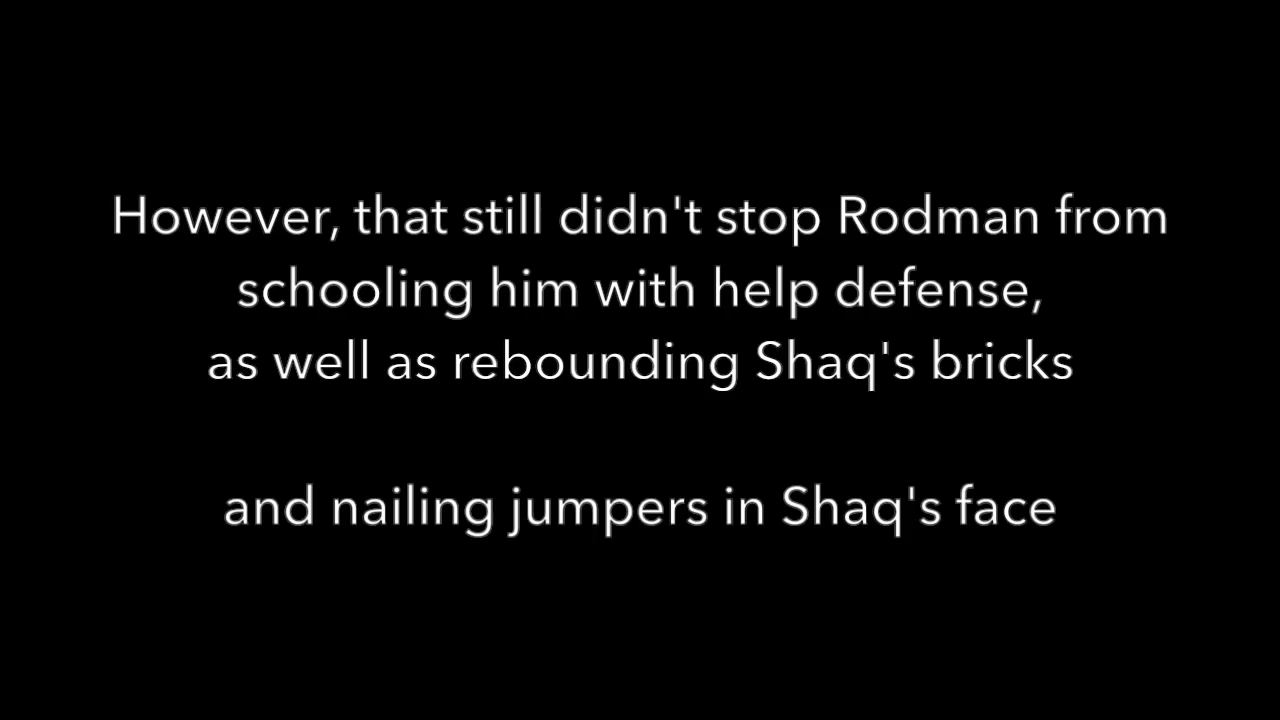 However, that still didn't stop Rodman from
schooling him with help defense,
as well as rebounding Shaq's bricks
and nailing jumpers in Shaq's face